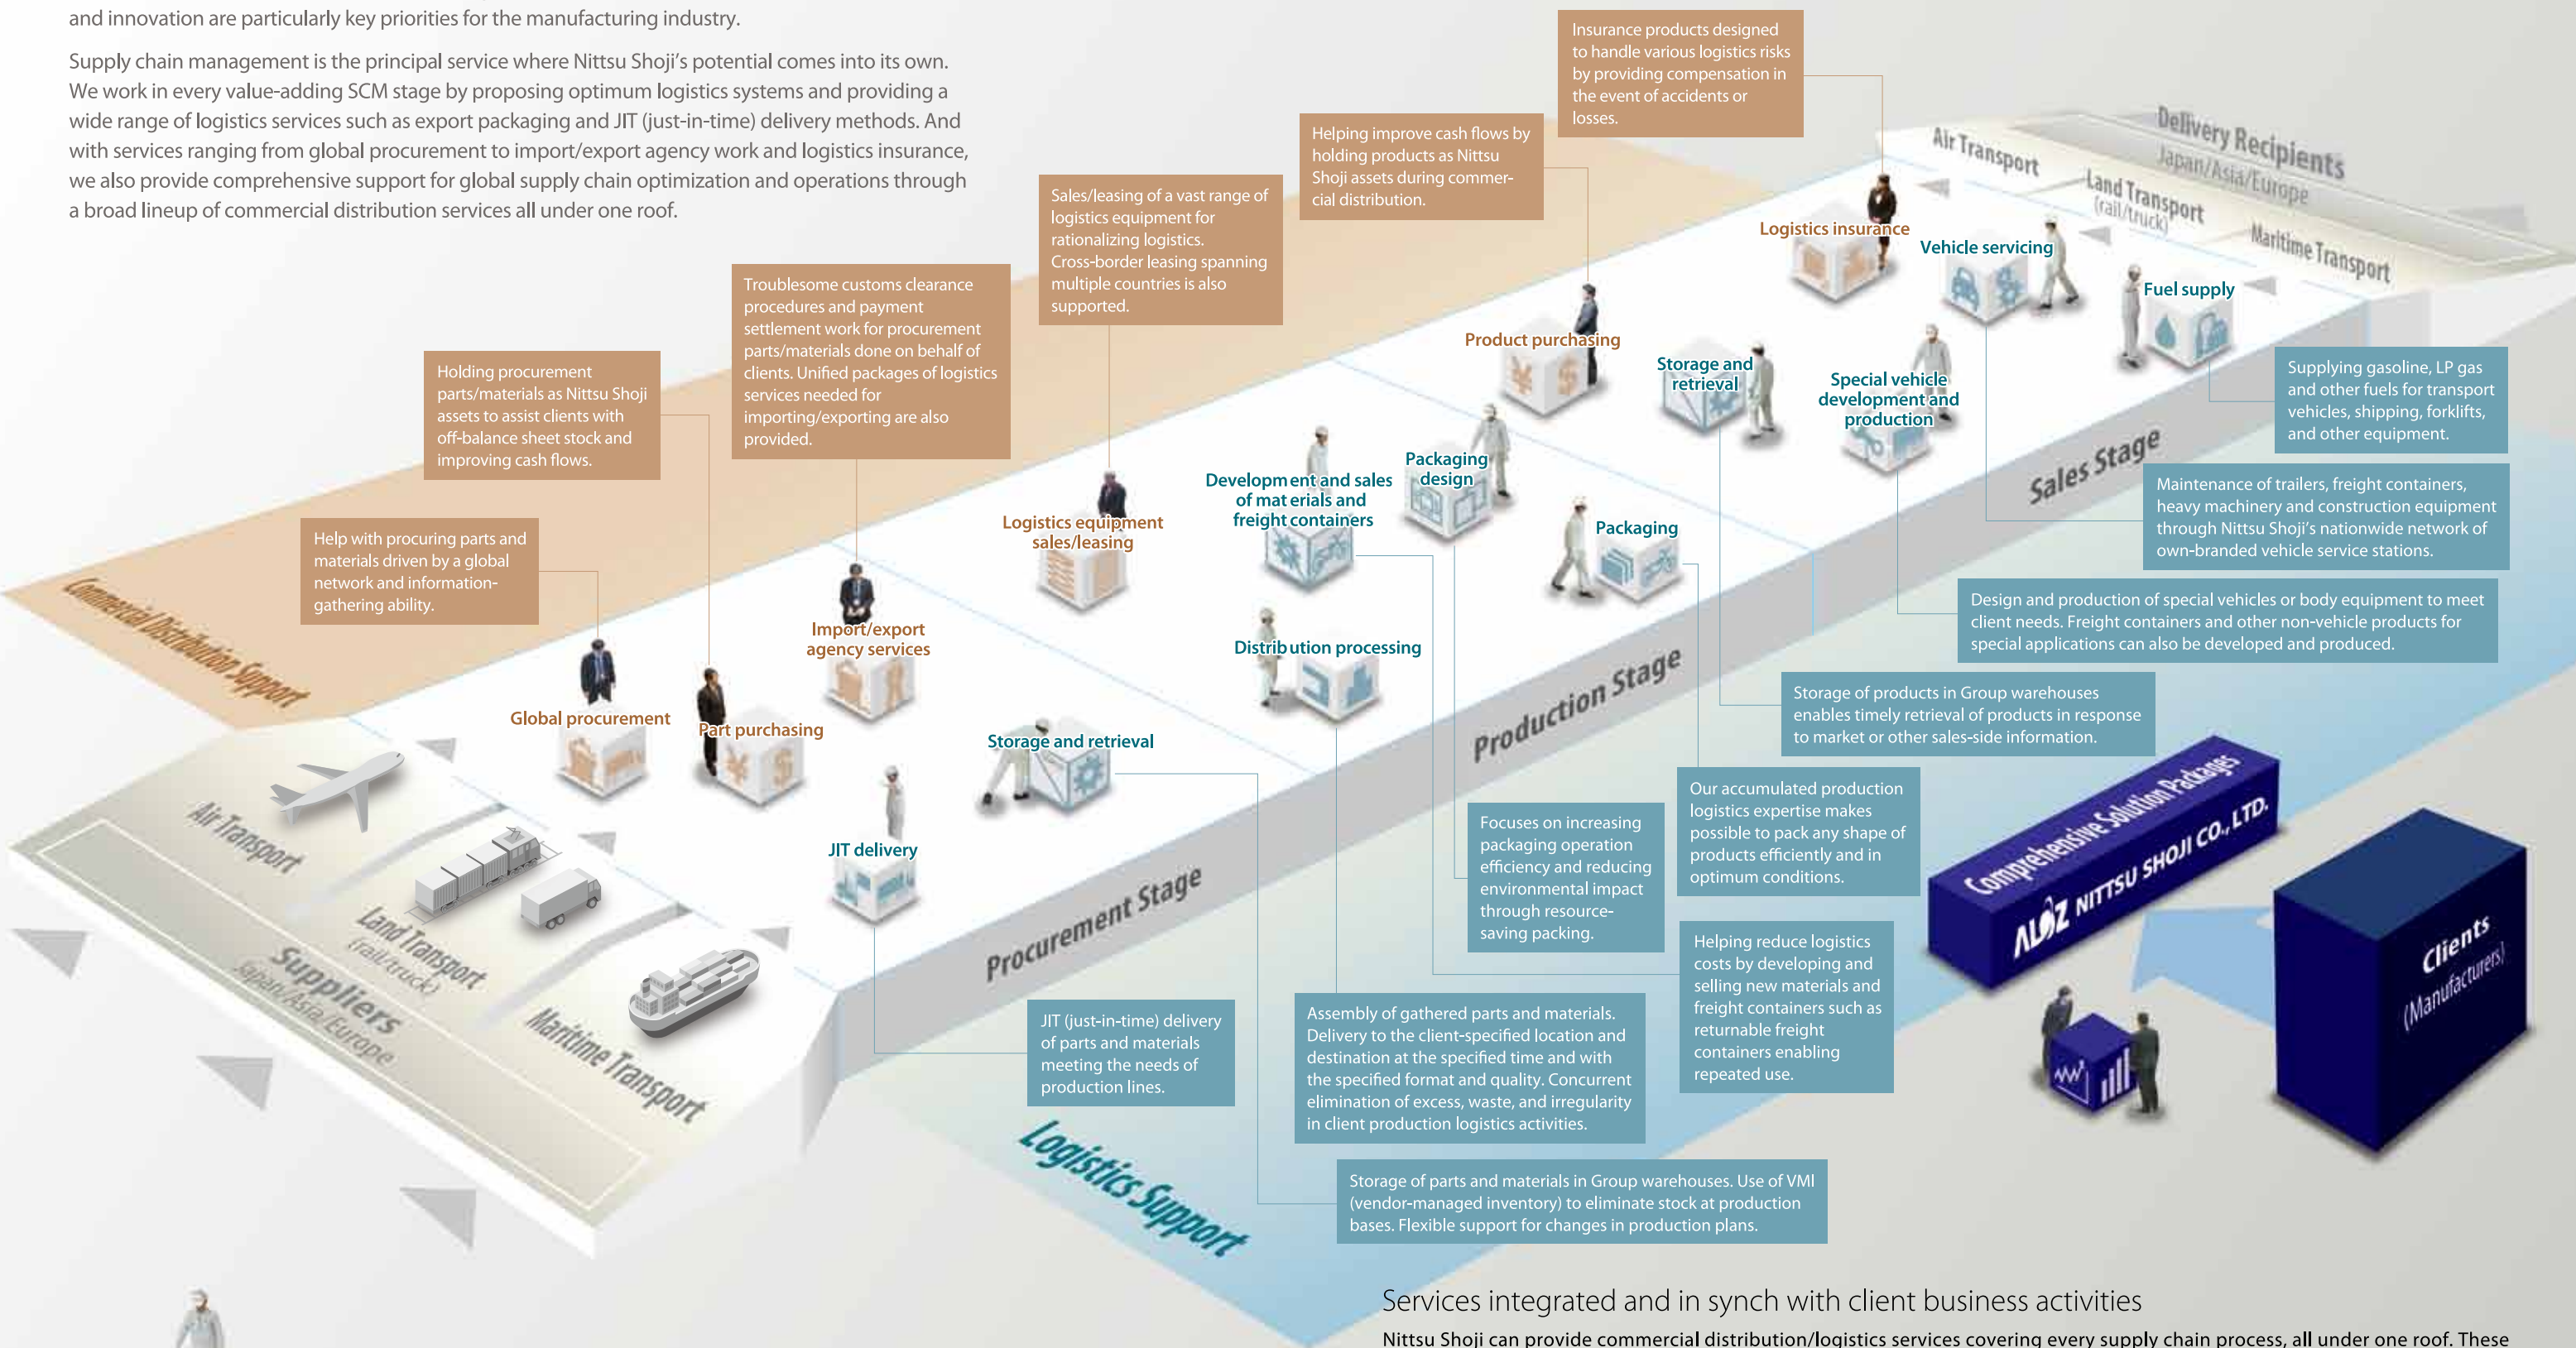 and innovation are particularly key priorities for the manufacturing industry.
Supply chain management is the principal service where Nittsu Shoji's potential comes into its own.
We work in every value-adding SCM stage by proposing optimum logistics systems and providing a
wide range of logistics services such as export packaging and JIT (just-in-time) delivery methods. And
with services ranging from global procurement to import/export agency work and logistics insurance,
we also provide comprehensive support for global supply chain optimization and operations through
a broad lineup of commercial distribution services all under one roof.
Insurance products designed
to handle various logistics risks
by providing compensation in
the event of accidents or
losses.
Helping improve cash flows by
holding products as Nittsu
Shoji assets during commer-
cial distribution.
Sales/leasing of a vast range of
logistics equipment for
rationalizing logistics.
Cross-border leasing spanning
multiple countries is also
supported.
Troublesome customs clearance
procedures and payment
settlement work for procurement
parts/materials done on behalf of
clients. Unified packages of logistics
services needed for
importing/exporting are also
provided.
Holding procurement
parts/materials as Nittsu Shoji
assets to assist clients with
off-balance sheet stock and
improving cash flows.
Help with procuring parts and
materials driven by a global
network and information-
gathering ability.
Commercial Distribution Support
Delivery Recipients
Japan/Asia/Europe
Air Transport
Land Transport
(rail/truck)
Maritime Transport
Logistics insurance
Vehicle servicing
Fuel supply
Product purchasing
Storage and
retrieval
Special vehicle
development and
production
Packaging
design
Development and sales
of mat erials and
freight containers
Logistics equipment
sales/leasing
Packaging
Distribution processing
Import/export
agency services
Global procurement
Part purchasing
Storage and retrieval
JIT delivery
Sales Stage
Production Stage
Procurement Stage
Air Transport
Land Transport
(rail/truck)
Maritime Transport
Suppliers
Japan/Asia/Europe
Supplying gasoline, LP gas
and other fuels for transport
vehicles, shipping, forklifts,
and other equipment.
Maintenance of trailers, freight containers,
heavy machinery and construction equipment
through Nittsu Shoji's nationwide network of
own-branded vehicle service stations.
Design and production of special vehicles or body equipment to meet
client needs. Freight containers and other non-vehicle products for
special applications can also be developed and produced.
Storage of products in Group warehouses
enables timely retrieval of products in response
to market or other sales-side information.
Our accumulated production
logistics expertise makes
possible to pack any shape of
products efficiently and in
optimum conditions.
Focuses on increasing
packaging operation
efficiency and reducing
environmental impact
through resource-
saving packing.
Helping reduce logistics
costs by developing and
selling new materials and
freight containers such as
returnable freight
containers enabling
repeated use.
Assembly of gathered parts and materials.
Delivery to the client-specified location and
destination at the specified time and with
the specified format and quality. Concurrent
elimination of excess, waste, and irregularity
in client production logistics activities.
JIT (just-in-time) delivery
of parts and materials
meeting the needs of
production lines.
Storage of parts and materials in Group warehouses. Use of VMI
(vendor-managed inventory) to eliminate stock at production
bases. Flexible support for changes in production plans.
Logistics Support
Comprehensive Solution Packages
NITTSU SHOJI CO., LTD.
Clients
(Manufacturers)
Services integrated and in synch with client business activities
Nittsu Shoji can provide commercial distribution/logistics services covering every supply chain process, all under one roof. These